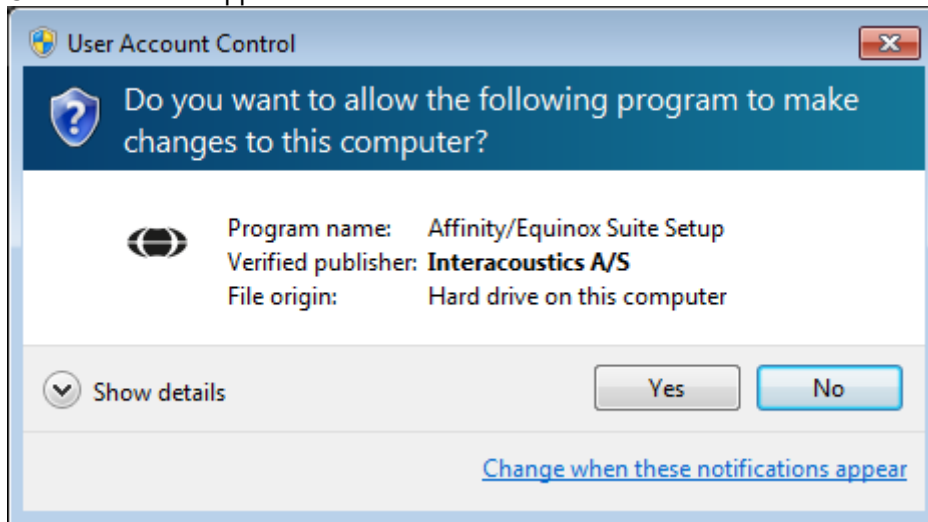 User Account Control
Do you want to allow the following program to make
changes to this computer?
Program name: Affinity/Equinox Suite Setup
Verified publisher: Interacoustics A/S
File origin: Hard drive on this computer
Show details
Yes
No
Change when these notifications appear